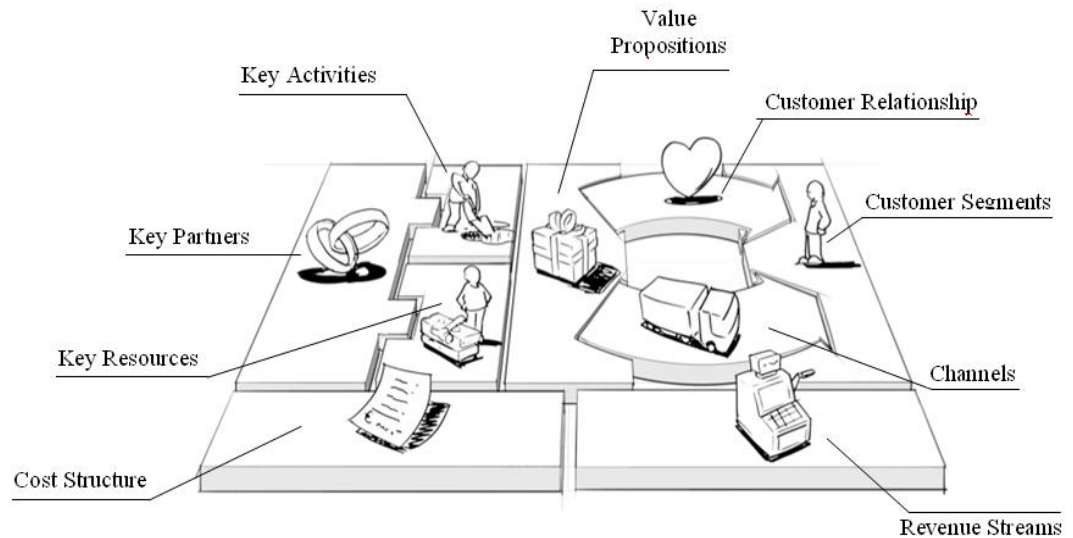 Value
Propositions
Key Activities
Customer Relationship
Customer Segments
Key Partners
Key Resources
Channels
Cost Structure
Revenue Streams